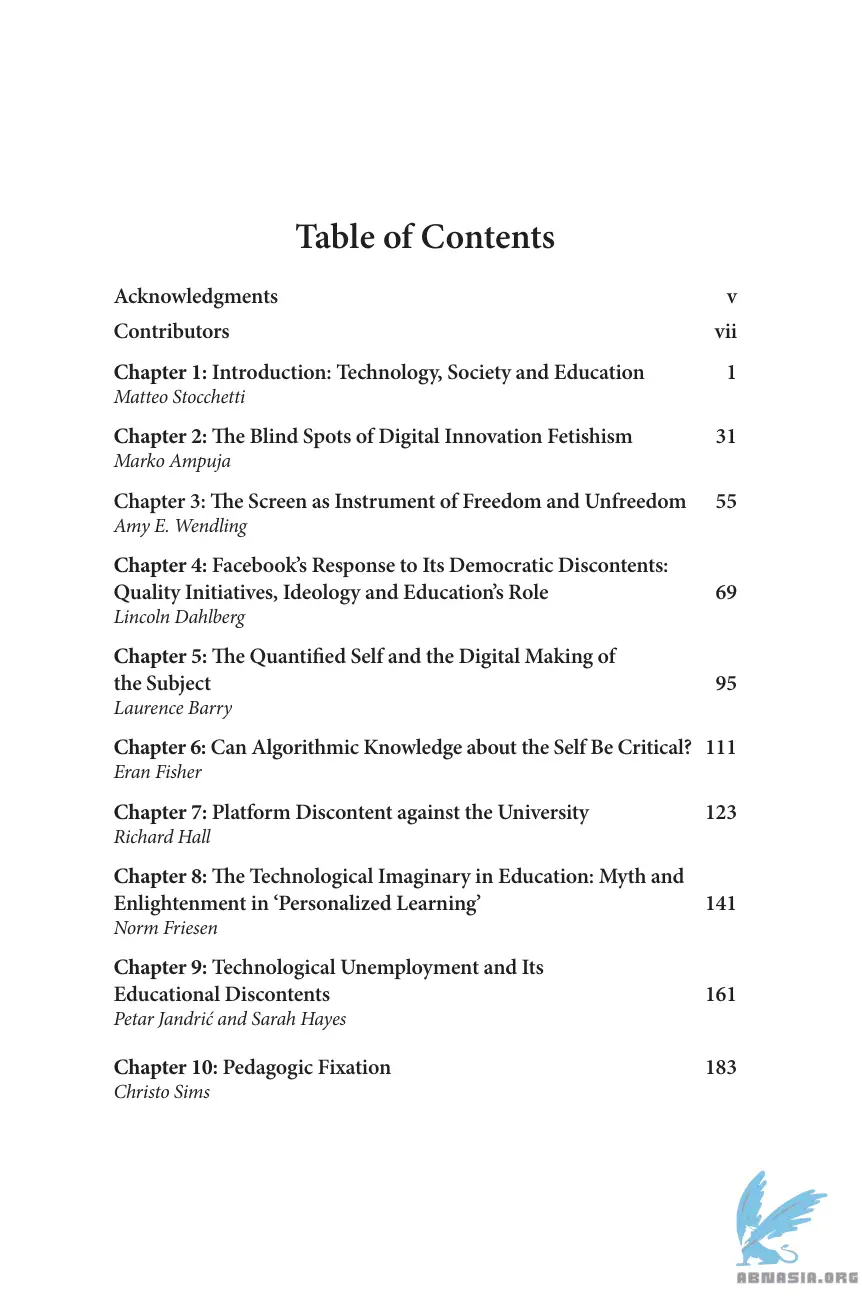 Table of Contents
Acknowledgments v
Contributors vii
Chapter 1: Introduction: Technology, Society and Education 1
Matteo Stocchetti
Chapter 2: The Blind Spots of Digital Innovation Fetishism 31
Marko Ampuja
Chapter 3: The Screen as Instrument of Freedom and Unfreedom 55
Amy E. Wendling
Chapter 4: Facebook’s Response to Its Democratic Discontents:
Quality Initiatives, Ideology and Education’s Role 69
Lincoln Dahlberg
Chapter 5: The Quantified Self and the Digital Making of
the Subject 95
Laurence Barry
Chapter 6: Can Algorithmic Knowledge about the Self Be Critical? 111
Eran Fisher
Chapter 7: Platform Discontent against the University 123
Richard Hall
Chapter 8: The Technological Imaginary in Education: Myth and
Enlightenment in ‘Personalized Learning’ 141
Norm Friesen
Chapter 9: Technological Unemployment and Its
Educational Discontents 161
Petar Jandrić and Sarah Hayes
Chapter 10: Pedagogic Fixation 183
Christo Sims
ABNASIA.ORG